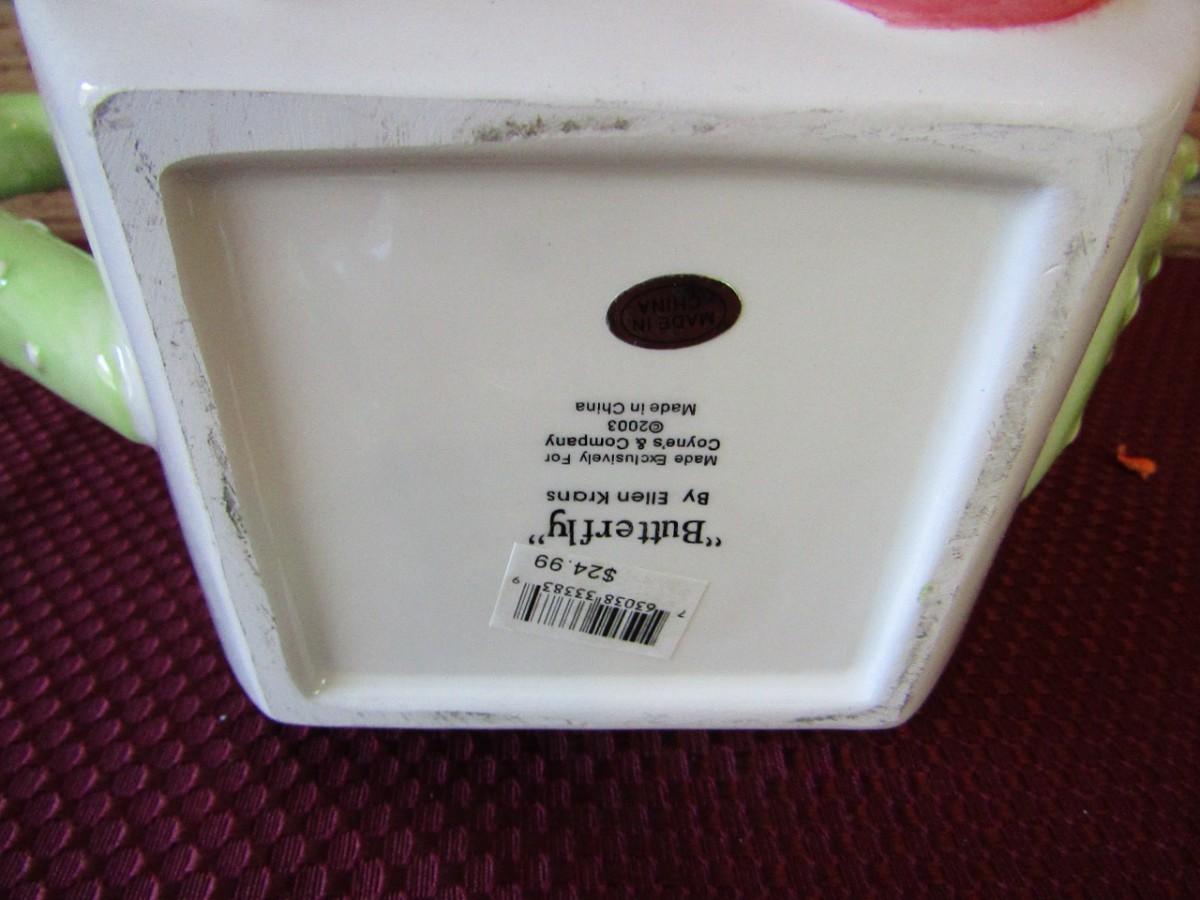 $24.99
7 63038 33383 9
“Butterfly”
By Ellen Krans
Made Exclusively For
Coyne's & Company
©2003
Made in China
MADE IN
CHINA